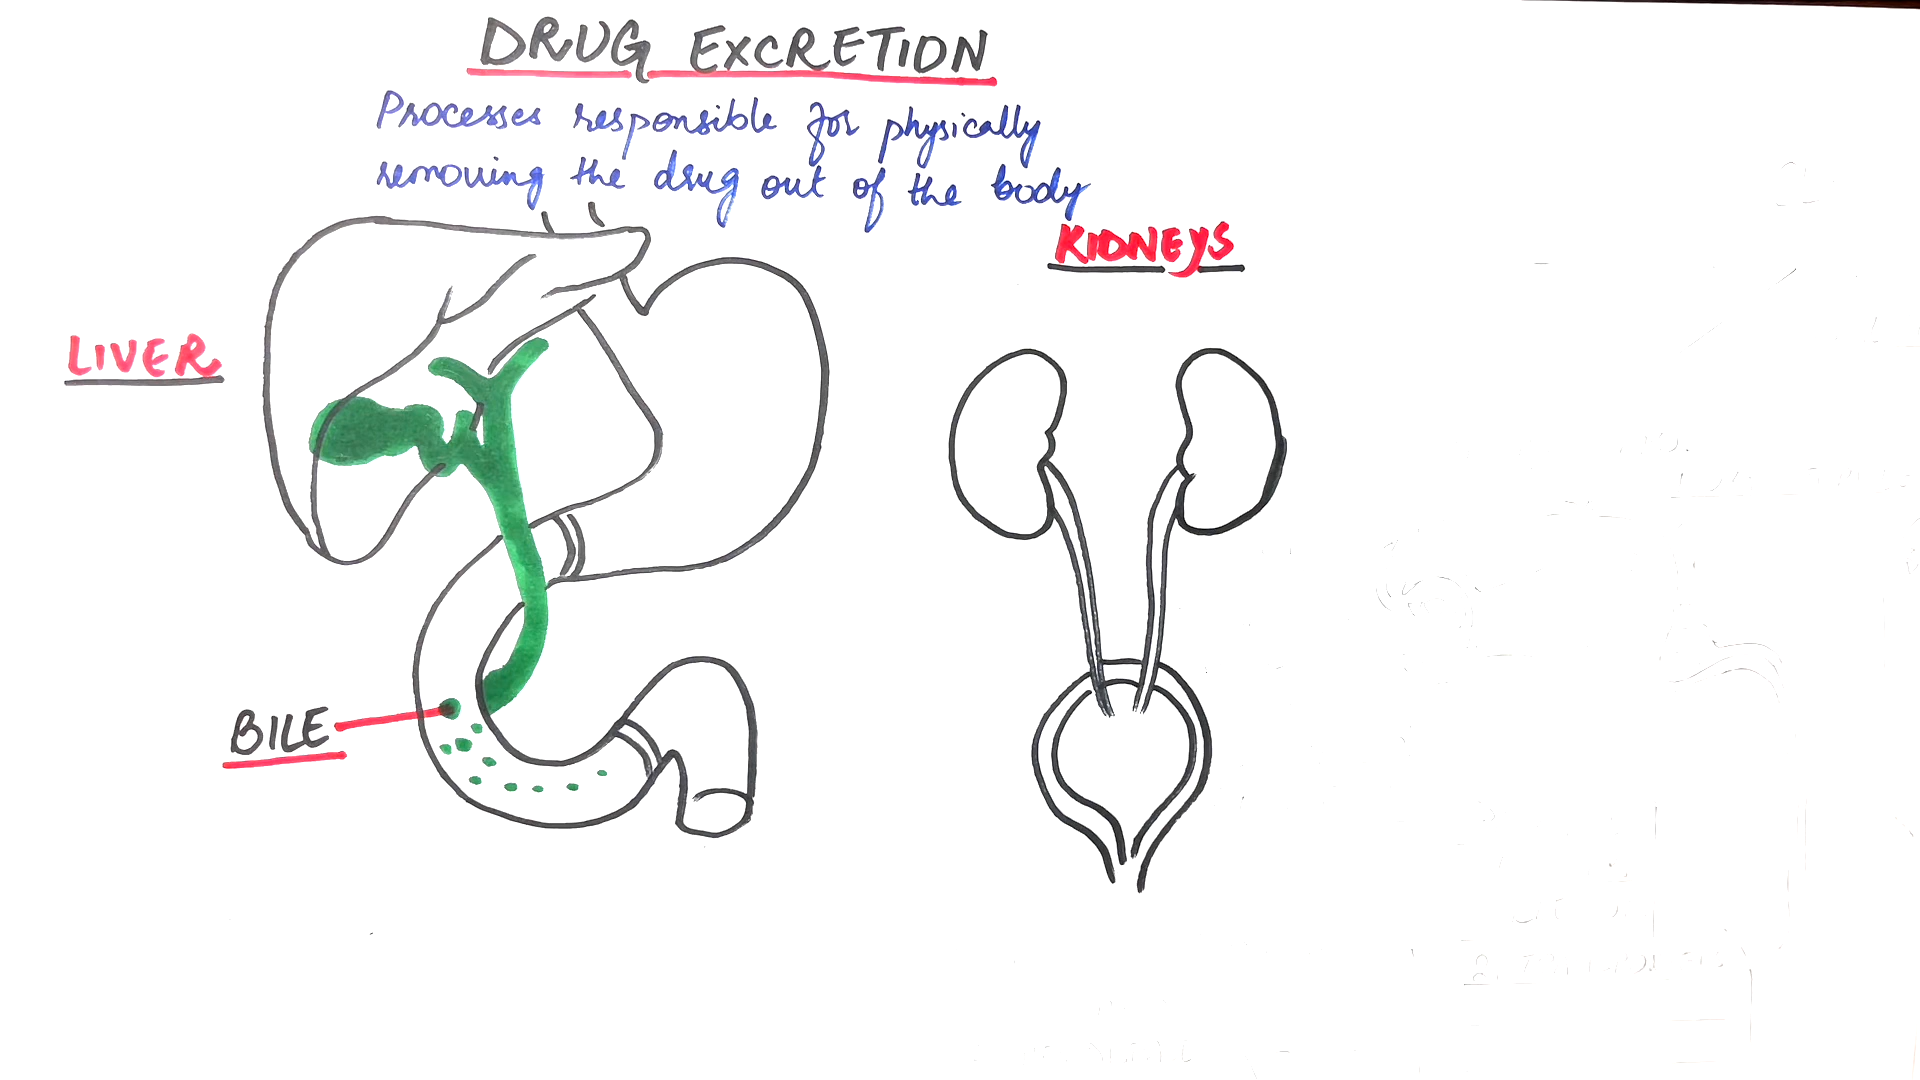 DRUG EXCRETION
Processes responsible for physically
removing the drug out of the body
KIDNEYS
LIVER
BILE